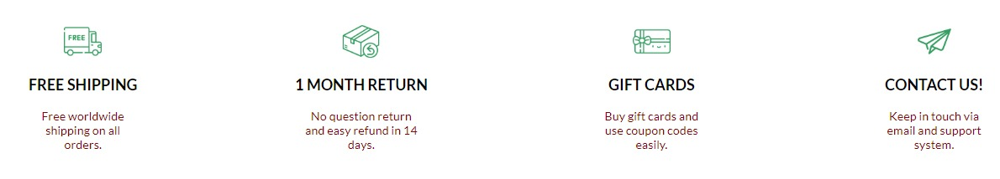 FREE
FREE SHIPPING
Free worldwide
shipping on all
orders.
1 MONTH RETURN
No question return
and easy refund in 14
days.
GIFT CARDS
Buy gift cards and
use coupon codes
easily.
CONTACT US!
Keep in touch via
email and support
system.